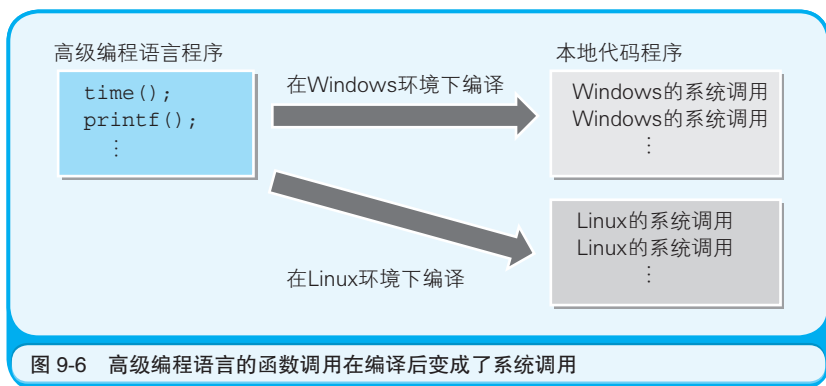 高级编程语言程序
time();
printf();
⋮
在Windows环境下编译
在Linux环境下编译
本地代码程序
Windows的系统调用
Windows的系统调用
⋮
Linux的系统调用
Linux的系统调用
⋮
图 9-6 高级编程语言的函数调用在编译后变成了系统调用